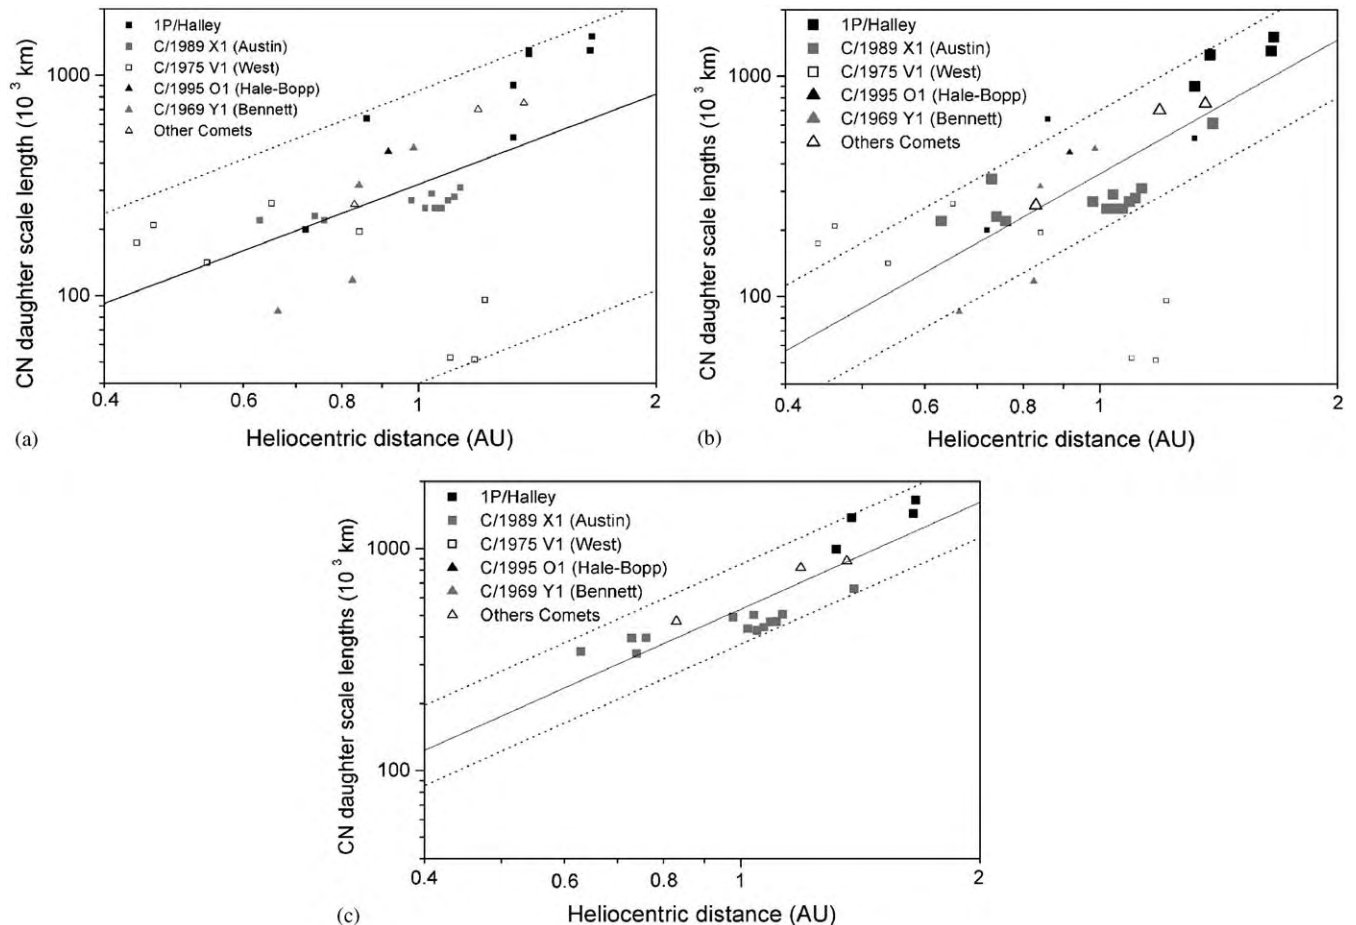 1P/Halley
C/1989 X1 (Austin)
C/1975 V1 (West)
C/1995 O1 (Hale-Bopp)
C/1969 Y1 (Bennett)
Other Comets
CN daughter scale length (10 3 km)
1000
100
0.4
0.6
0.8
1
2
Heliocentric distance (AU)
(a)
1P/Halley
C/1989 X1 (Austin)
C/1975 V1 (West)
C/1995 O1 (Hale-Bopp)
C/1969 Y1 (Bennett)
Others Comets
CN daughter scale lengths (10 3 km)
1000
100
0.4
0.6
0.8
1
2
Heliocentric distance (AU)
(b)
1P/Halley
C/1989 X1 (Austin)
C/1975 V1 (West)
C/1995 O1 (Hale-Bopp)
C/1969 Y1 (Bennett)
Others Comets
CN daughter scale lengths (10 3 km)
1000
100
0.4
0.6
0.8
1
2
Heliocentric distance (AU)
(c)